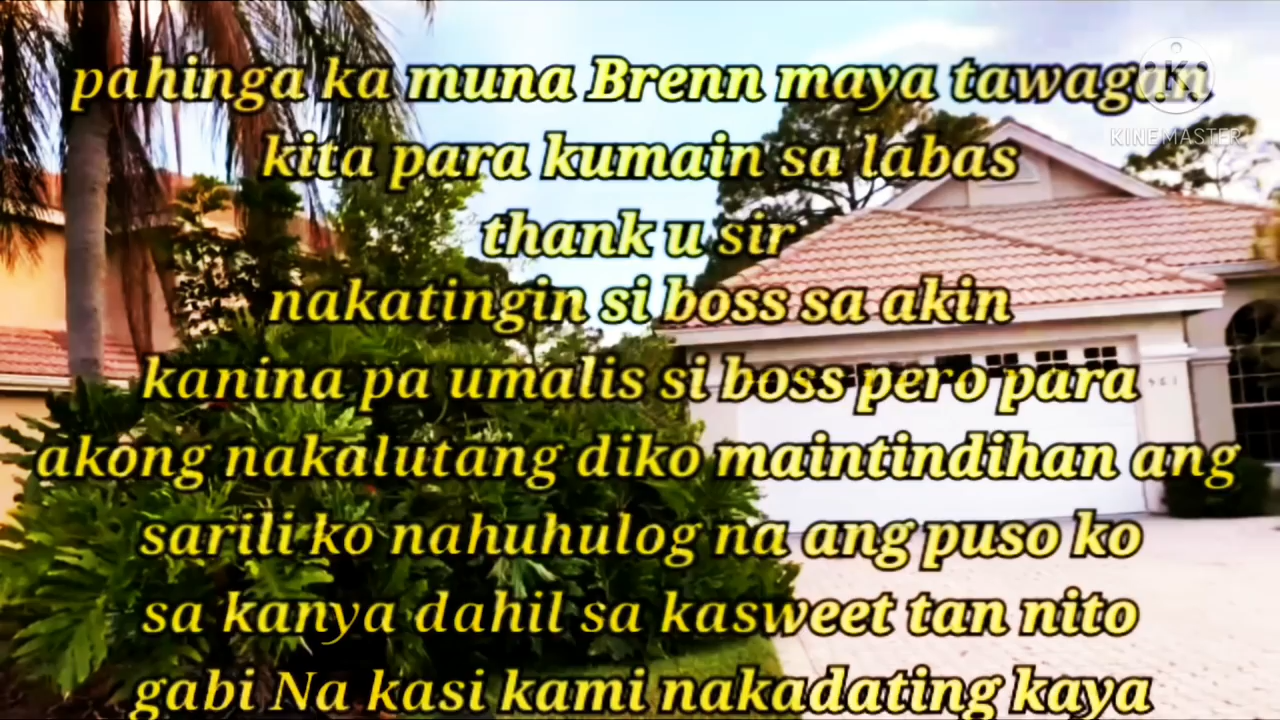 pahinga ka muna Brenn maya tawagan
kita para kumain sa labas
thank u sir
nakatingin si boss sa akin
kanina pa umalis si boss pero para
akong nakalutang diko maintindihan ang
sarili ko nahuhulog na ang puso ko
sa kanya dahil sa kasweet tan nito
gabi Na kasi kami nakadating kaya
K
KINEMASTER
561